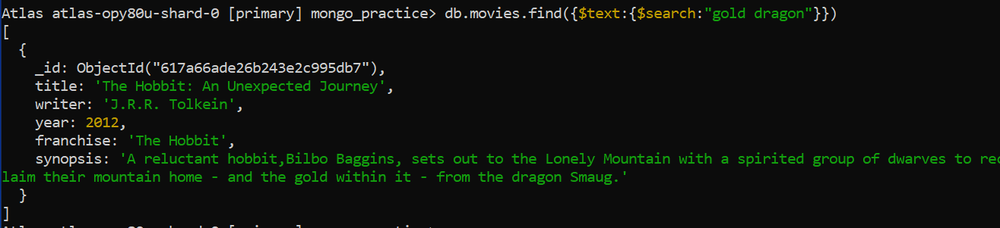 Atlas atlas-opy80u-shard-0 [primary] mongo_practice> db.movies.find({$text:{$search:"gold dragon"}})
[
  {
    _id: ObjectId("617a66ade26b243e2c995db7"),
    title: 'The Hobbit: An Unexpected Journey',
    writer: 'J.R.R. Tolkein',
    year: 2012,
    franchise: 'The Hobbit',
    synopsis: 'A reluctant hobbit,Bilbo Baggins, sets out to the Lonely Mountain with a spirited group of dwarves to rec
laim their mountain home - and the gold within it - from the dragon Smaug.'
  }
]